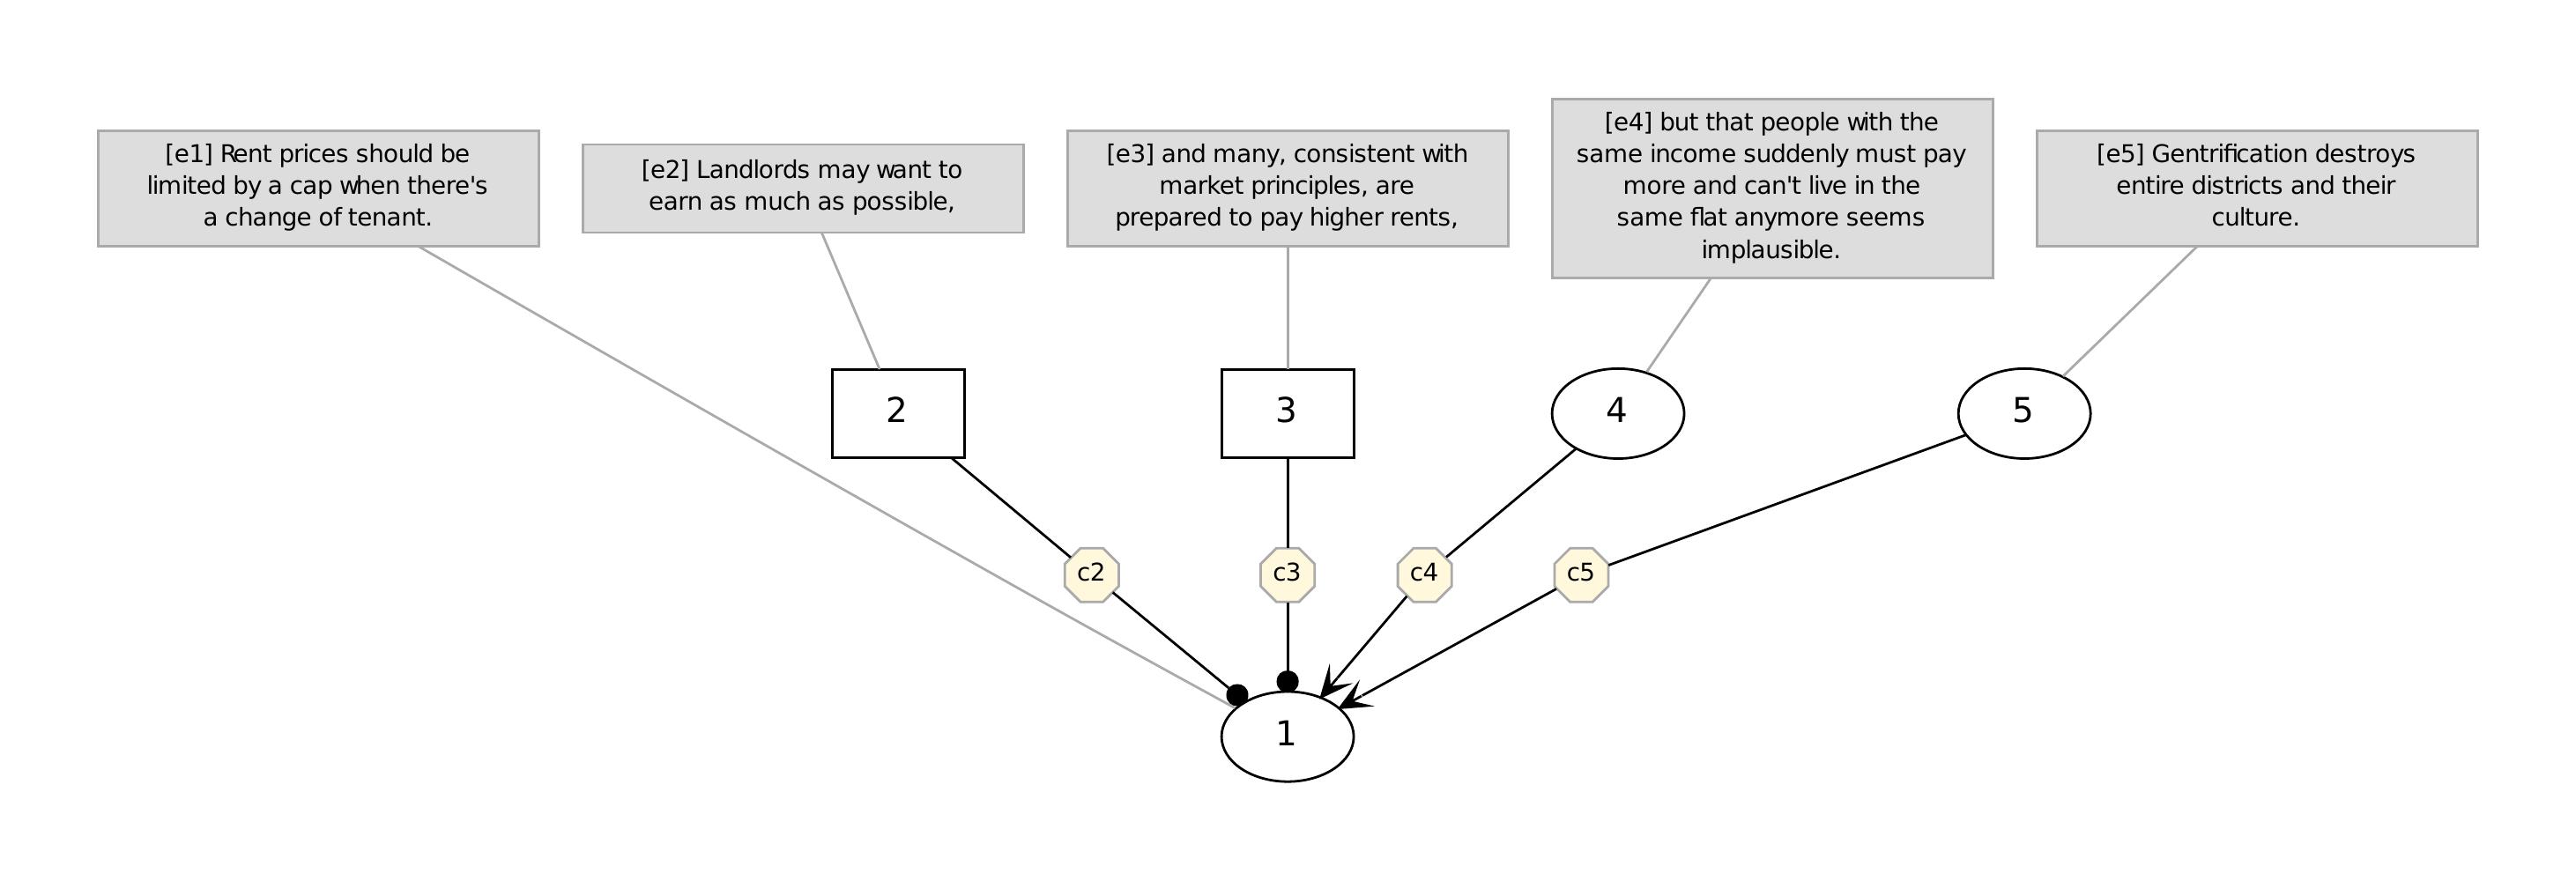 [e1] Rent prices should be
limited by a cap when there's
a change of tenant.
[e2] Landlords may want to
earn as much as possible,
[e3] and many, consistent with
market principles, are
prepared to pay higher rents,
[e4] but that people with the
same income suddenly must pay
more and can't live in the
same flat anymore seems
implausible.
[e5] Gentrification destroys
entire districts and their
culture.
2
3
4
5
c2
c3
c4
c5
1